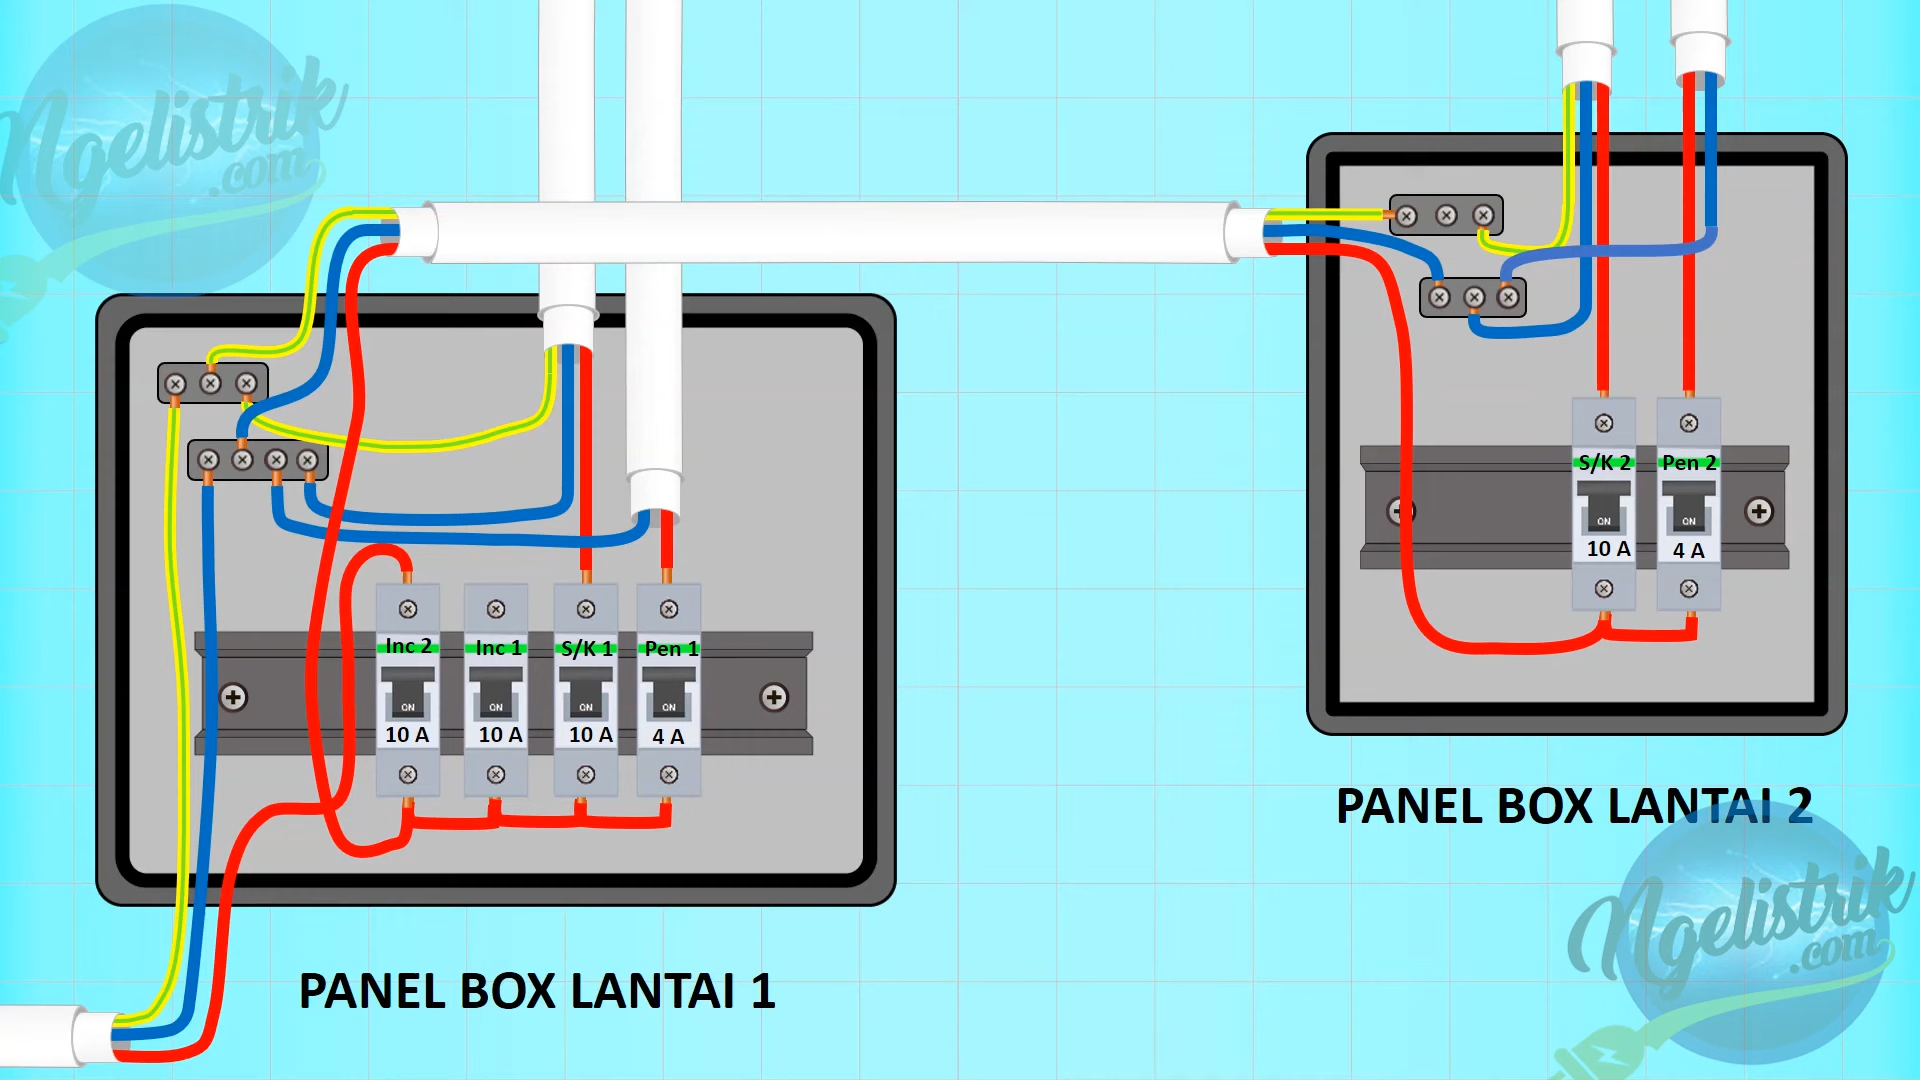 Ngelistrik
.com
Inc 2
ON
10 A
Inc 1
ON
10 A
S/K 1
ON
10 A
Pen 1
ON
4 A
PANEL BOX LANTAI 1
S/K 2
ON
10 A
Pen 2
ON
4 A
PANEL BOX LANTAI 2
Ngelistrik
.com